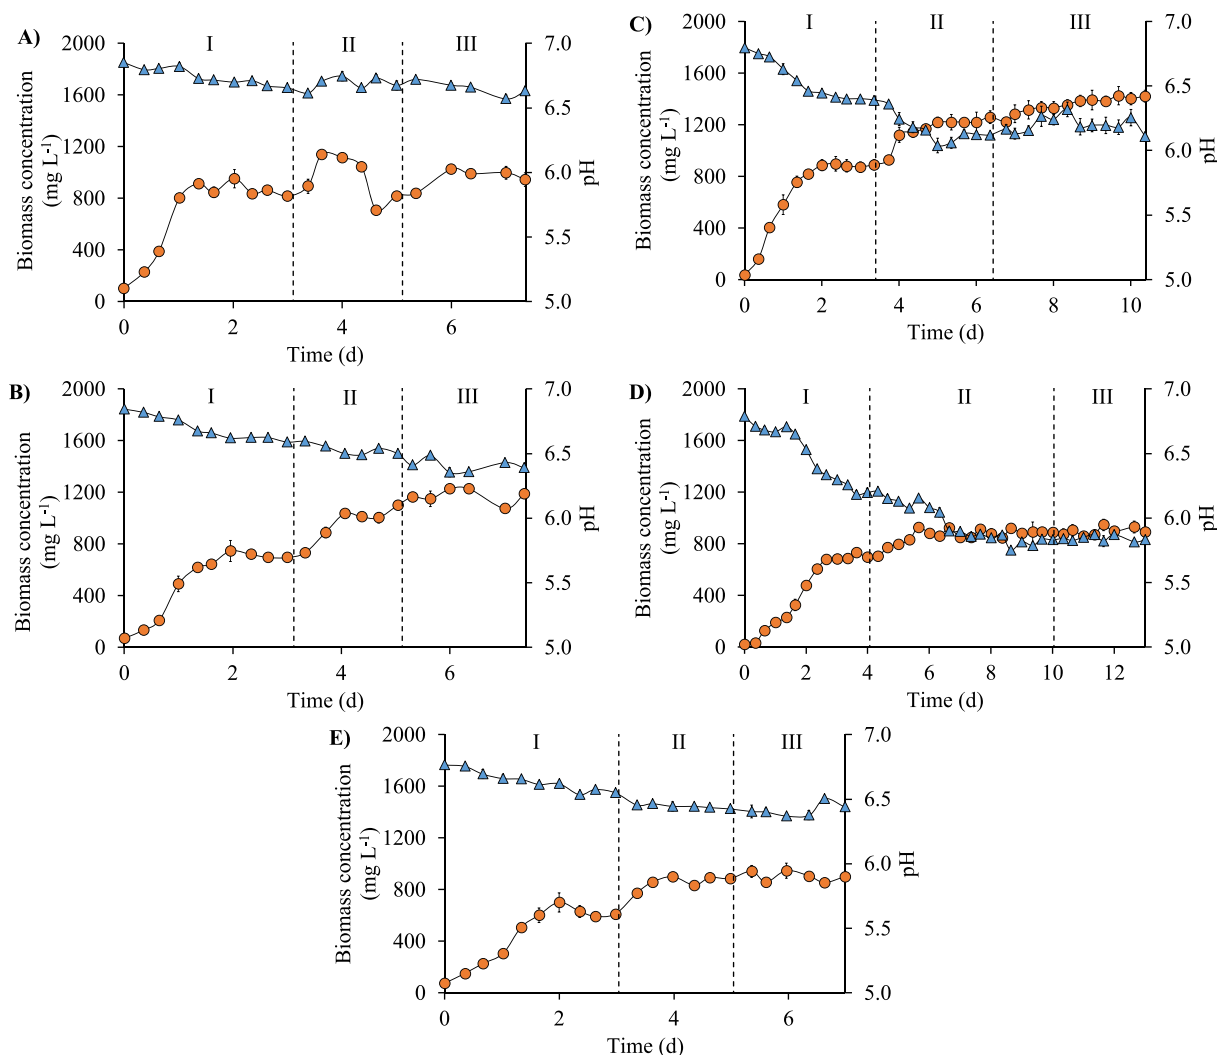 A)
I II III
2000
1600
1200
800
400
0
Biomass concentration
(mg L-1)
7.0
6.5
6.0
5.5
5.0
pH
0 2 4 6
Time (d)
C)
I II III
2000
1600
1200
800
400
0
Biomass concentration
(mg L-1)
7.0
6.5
6.0
5.5
5.0
pH
0 2 4 6 8 10
Time (d)
B)
I II III
2000
1600
1200
800
400
0
Biomass concentration
(mg L-1)
7.0
6.5
6.0
5.5
5.0
pH
0 2 4 6
Time (d)
D)
I II III
2000
1600
1200
800
400
0
Biomass concentration
(mg L-1)
7.0
6.5
6.0
5.5
5.0
pH
0 2 4 6 8 10 12
Time (d)
E)
I II III
2000
1600
1200
800
400
0
Biomass concentration
(mg L-1)
7.0
6.5
6.0
5.5
5.0
pH
0 2 4 6
Time (d)